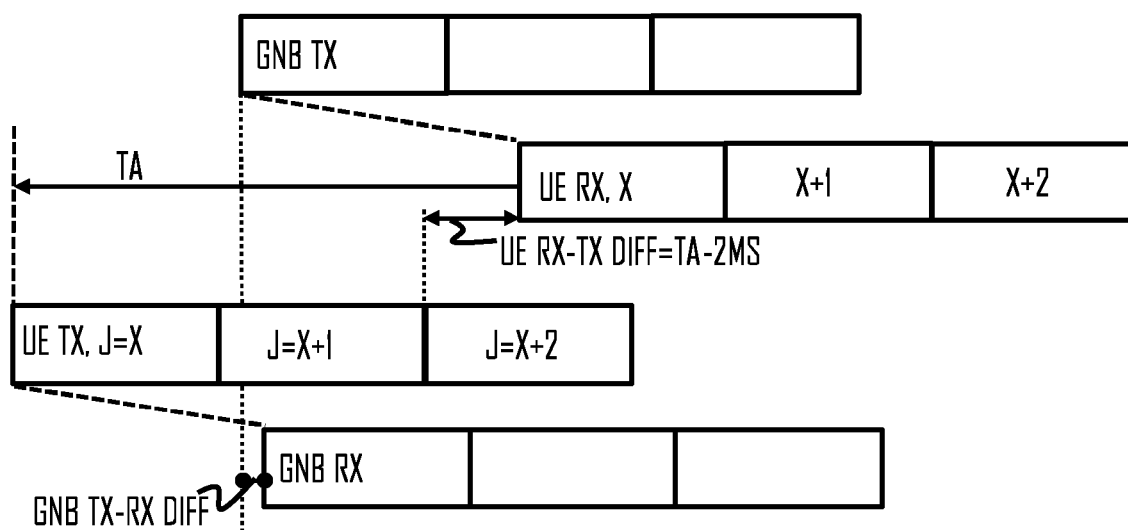 GNB TX
TA
UE RX, X
X+1
X+2
UE RX-TX DIFF=TA-2MS
UE TX, J=X
J=X+1
J=X+2
GNB RX
GNB TX-RX DIFF